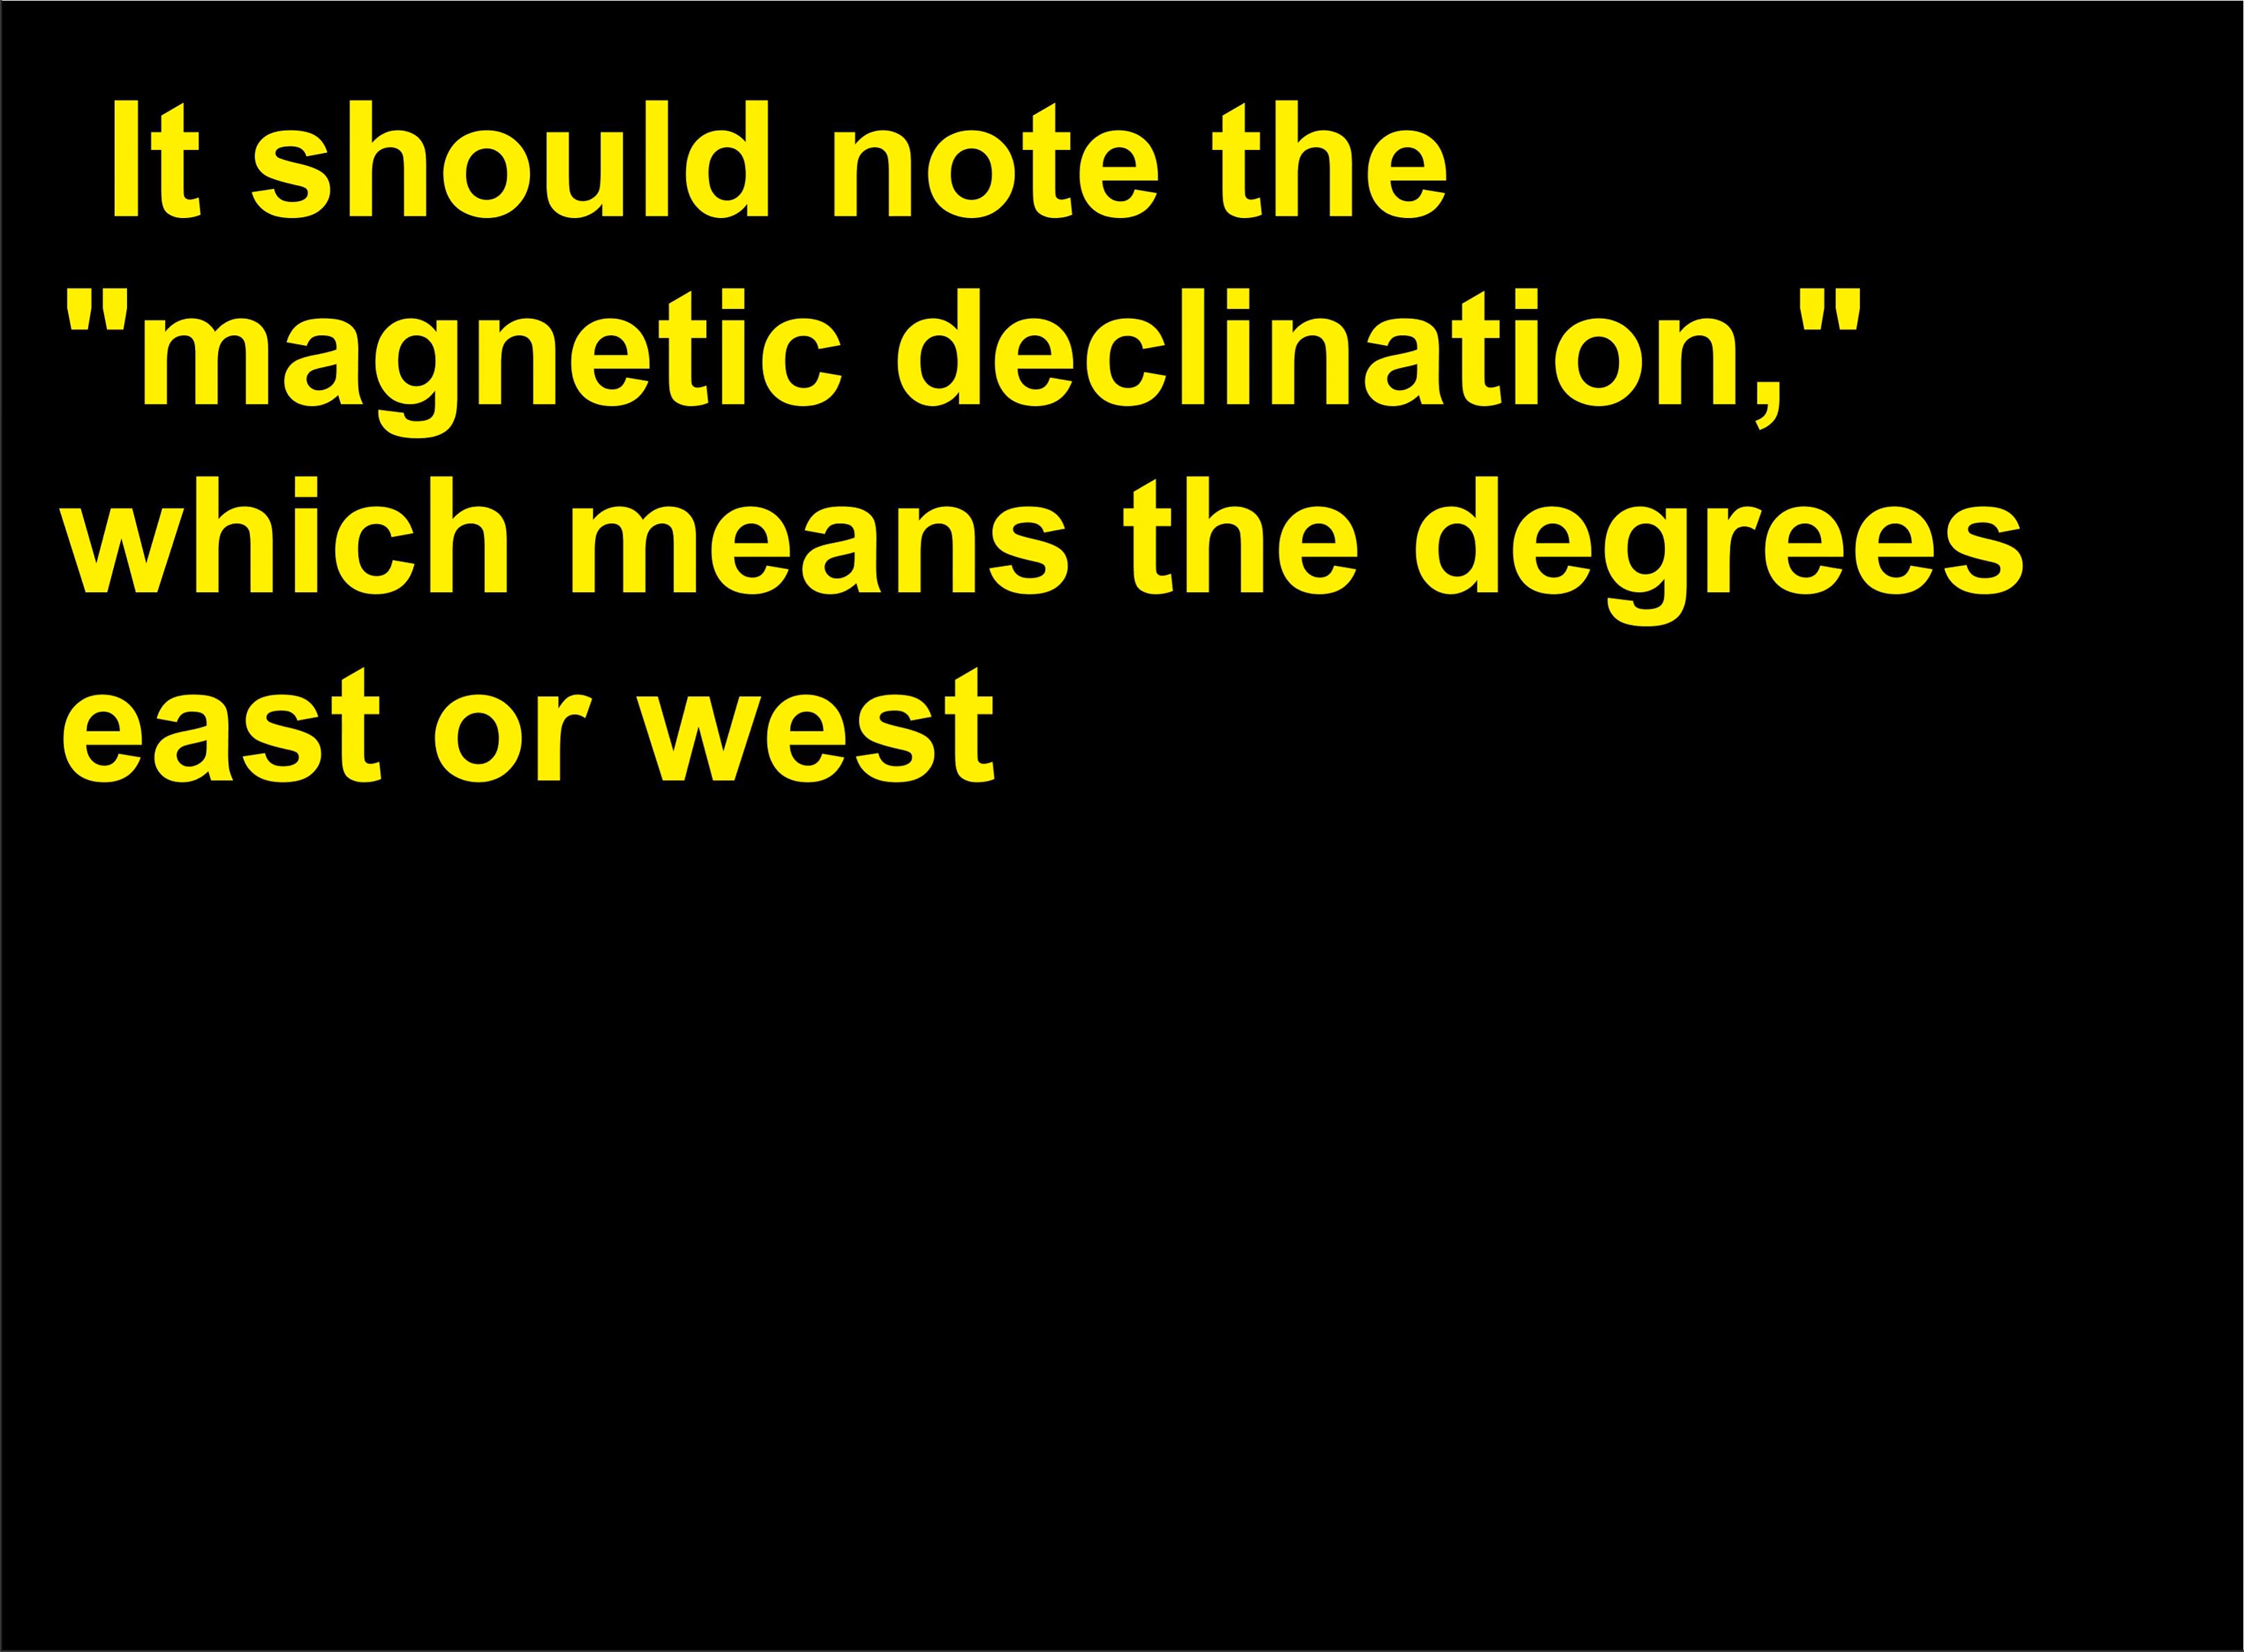 It should note the
"magnetic declination,"
which means the degrees
east or west